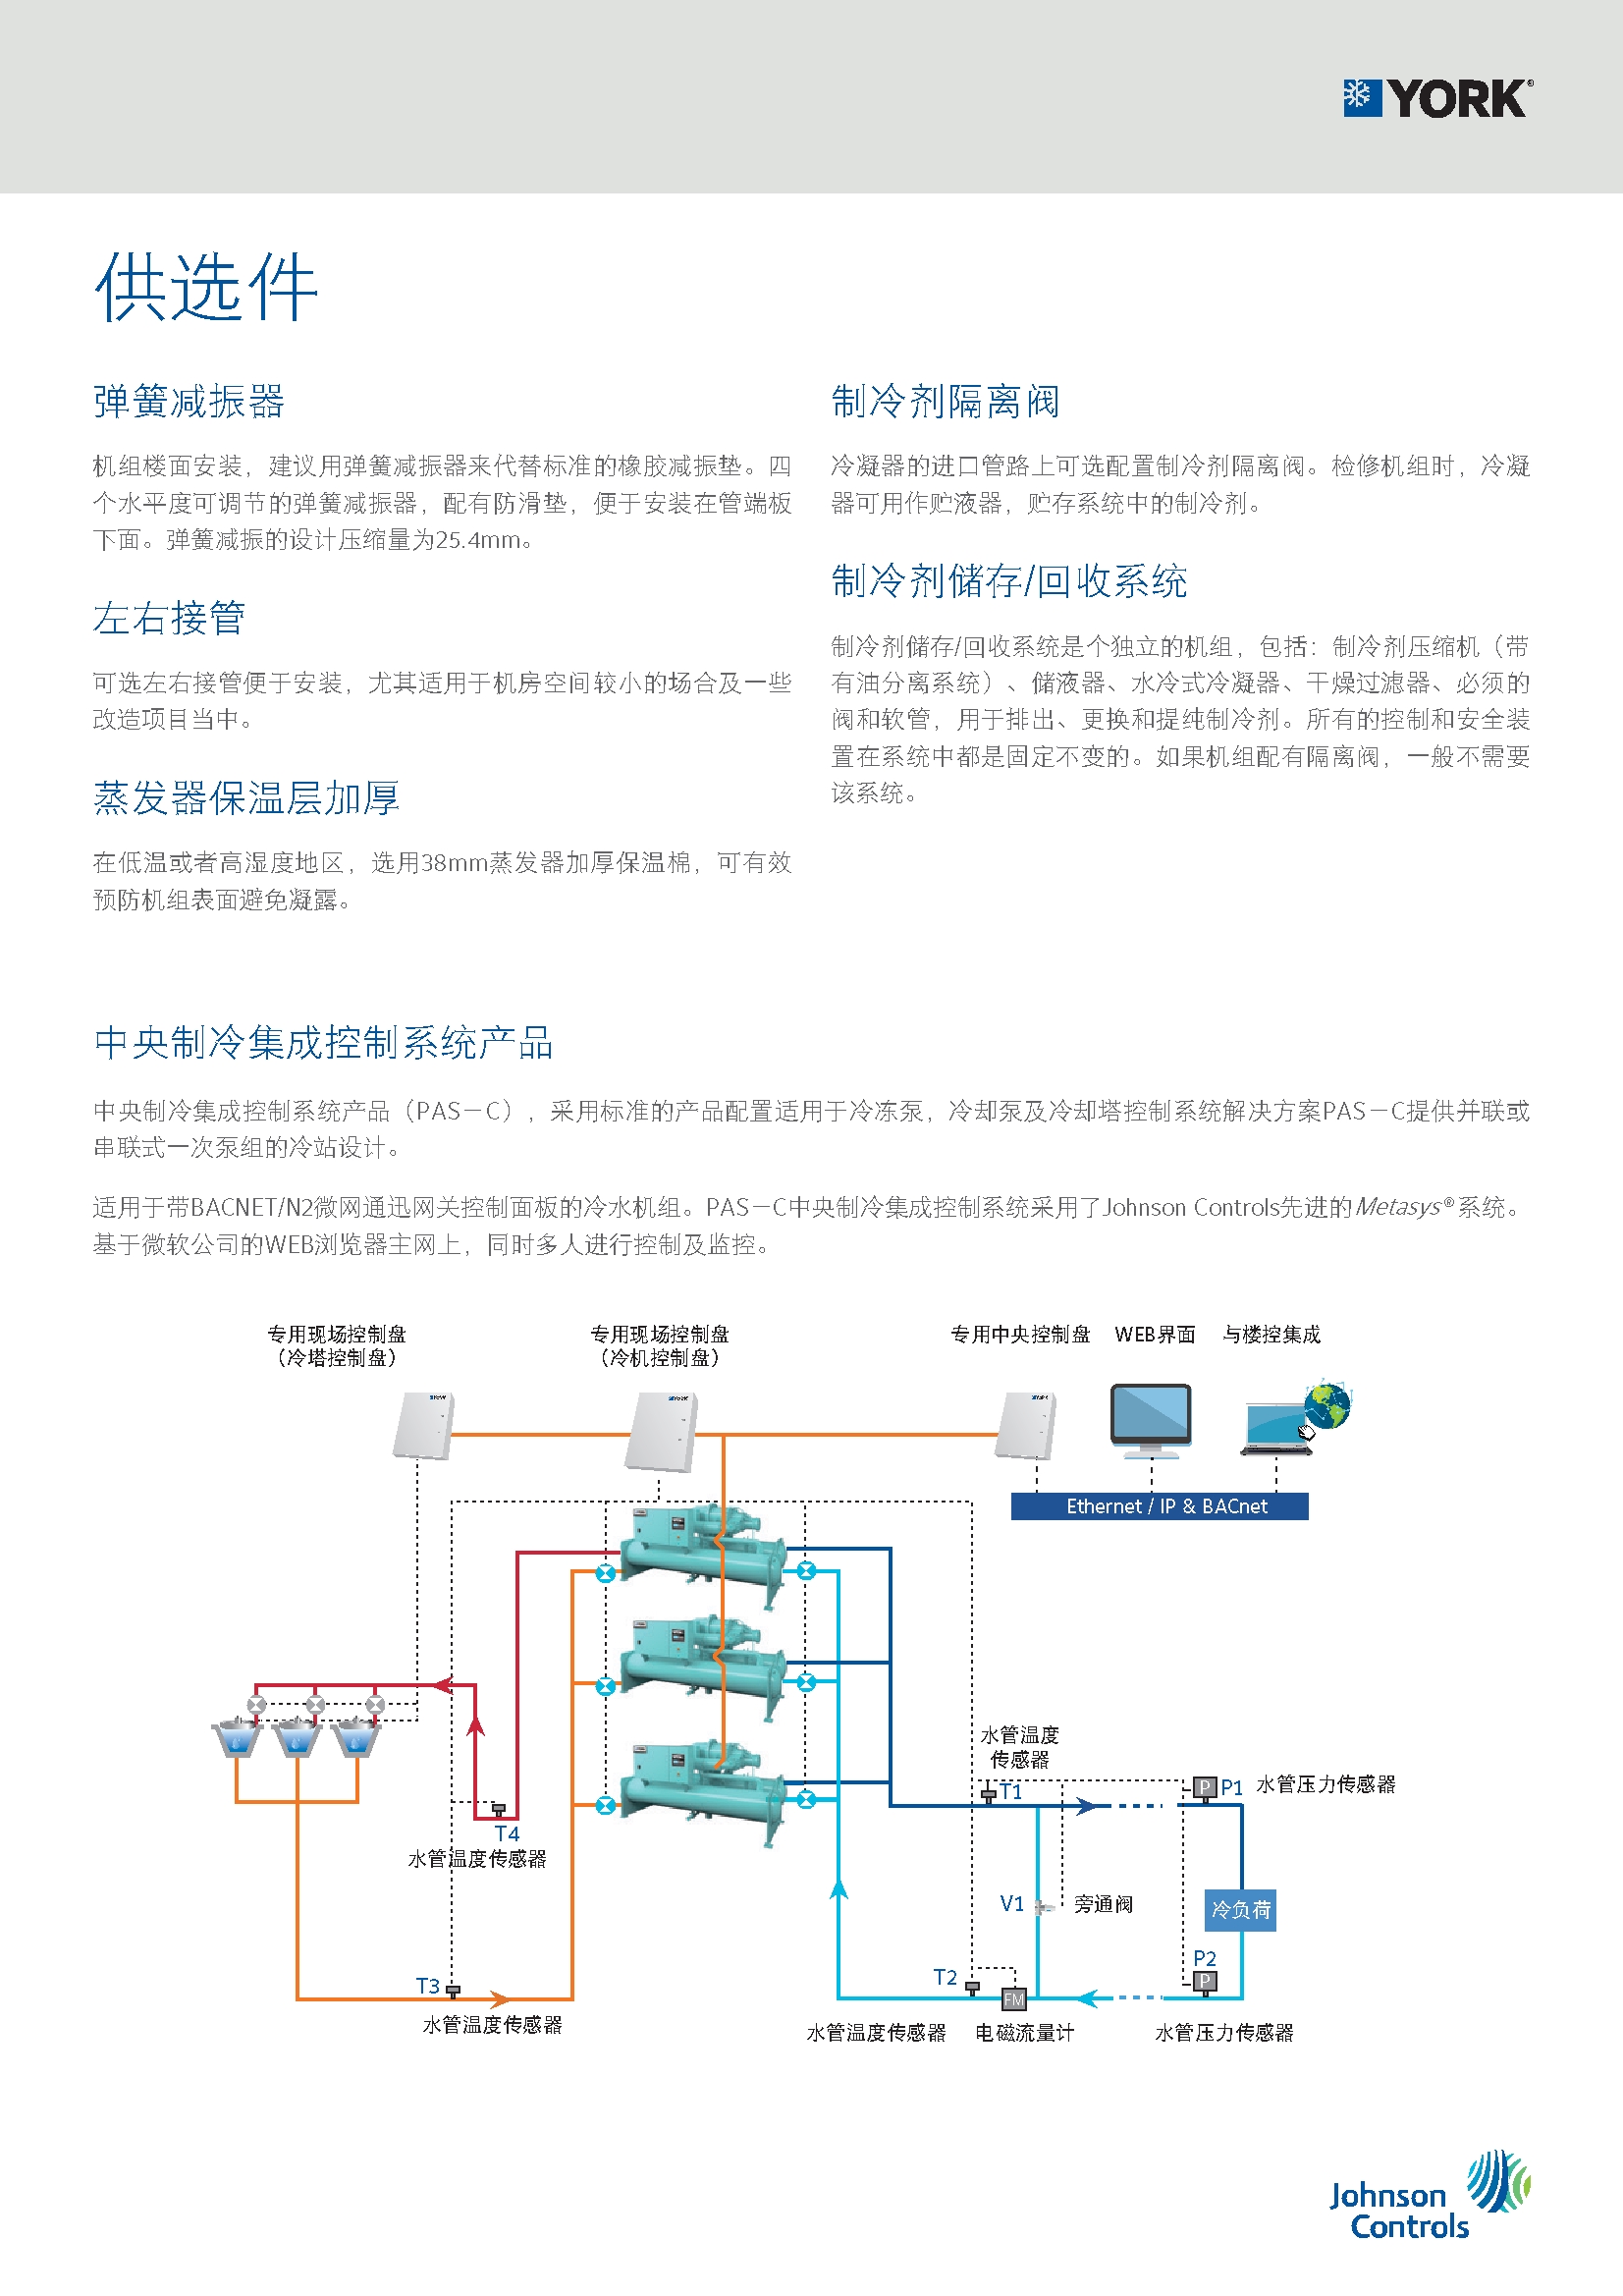 YORK®
供选件
弹簧减振器
机组楼面安装，建议用弹簧减振器来代替标准的橡胶减振垫。四
个水平度可调节的弹簧减振器，配有防滑垫，便于安装在管端板
下面。弹簧减振的设计压缩量为25.4mm。
左右接管
可选左右接管便于安装，尤其适用于机房空间较小的场合及一些
改造项目当中。
蒸发器保温层加厚
在低温或者高湿度地区，选用38mm蒸发器加厚保温棉，可有效
预防机组表面避免凝露。
制冷剂隔离阀
冷凝器的进口管路上可选配置制冷剂隔离阀。检修机组时，冷凝
器可用作贮液器，贮存系统中的制冷剂。
制冷剂储存/回收系统
制冷剂储存/回收系统是个独立的机组，包括：制冷剂压缩机（带
有油分离系统）、储液器、水冷式冷凝器、干燥过滤器、必须的
阀和软管，用于排出、更换和提纯制冷剂。所有的控制和安全装
置在系统中都是固定不变的。如果机组配有隔离阀，一般不需要
该系统。
中央制冷集成控制系统产品
中央制冷集成控制系统产品（PAS－C），采用标准的产品配置适用于冷冻泵，冷却泵及冷却塔控制系统解决方案PAS－C提供并联或
串联式一次泵组的冷站设计。
适用于带BACNET/N2微网通迅网关控制面板的冷水机组。PAS－C中央制冷集成控制系统采用了Johnson Controls先进的Metasys®系统。
基于微软公司的WEB浏览器主网上，同时多人进行控制及监控。
专用现场控制盘
（冷塔控制盘）
专用现场控制盘
（冷机控制盘）
专用中央控制盘
WEB界面
与楼控集成
YORK
YORK
YORK
Ethernet / IP & BACnet
水管温度
传感器
T1
P
P1
水管压力传感器
T4
水管温度传感器
V1
旁通阀
冷负荷
P2
P
T3
水管温度传感器
T2
FM
水管温度传感器
电磁流量计
水管压力传感器
Johnson
Controls